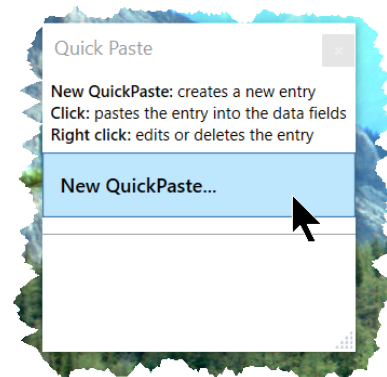 Quick Paste
New QuickPaste: creates a new entry
Click: pastes the entry into the data fields
Right click: edits or deletes the entry
New QuickPaste...